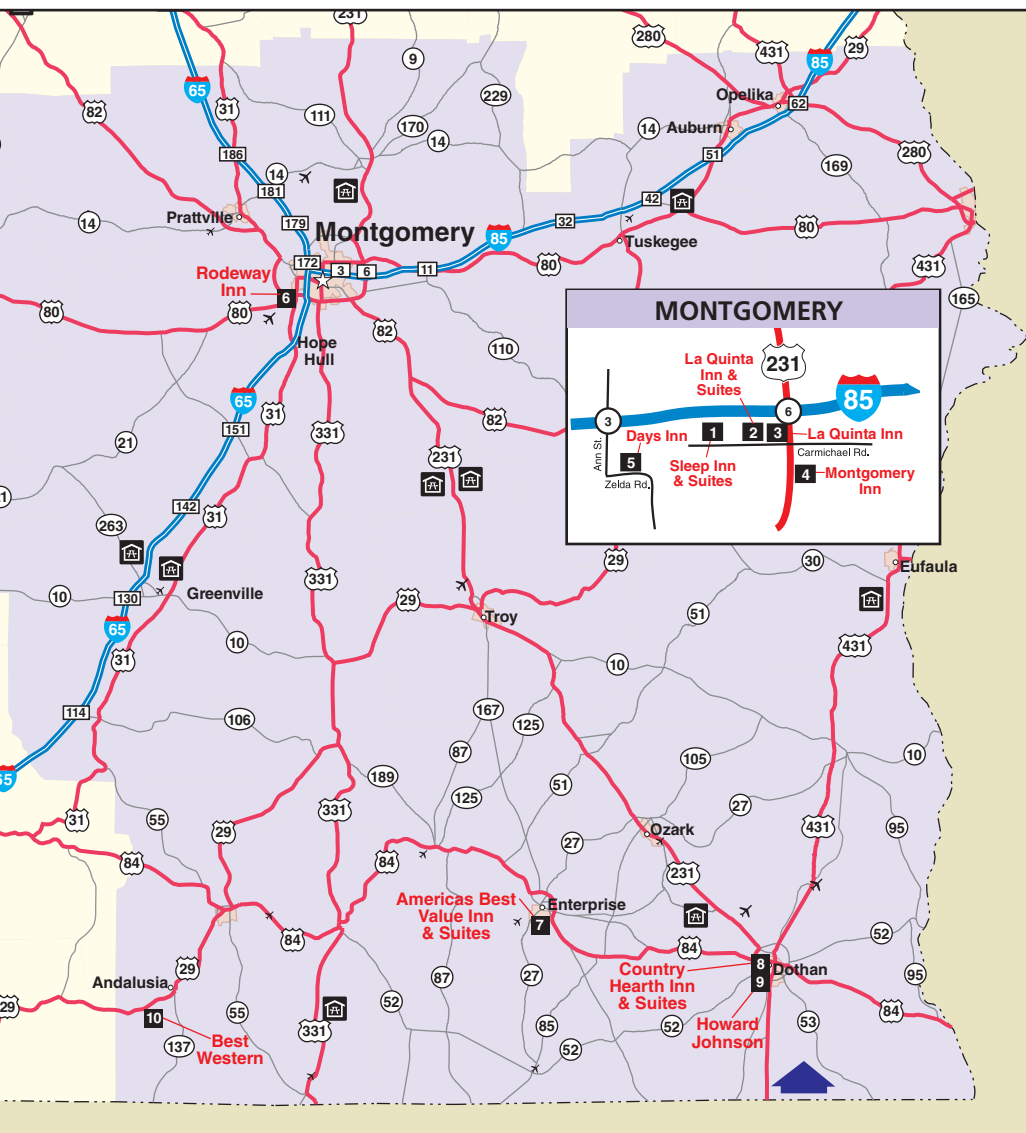 231
280
431
29
85
9
65
82
31
111
229
170
14
Opelika
62
14
Auburn
51
169
280
186
14
181
42
14
Prattville
179
32
80
Montgomery
85
Tuskegee
172
3
6
11
80
431
Rodeway
Inn
6
165
80
80
82
Hope
Hull
110
65
31
151
331
82
21
231
142
31
263
331
29
30
Eufaula
10
130
Greenville
29
Troy
51
65
10
10
431
31
114
106
167
125
87
10
105
65
189
51
125
27
331
31
55
29
27
Ozark
431
95
84
84
231
Americas Best
Value Inn
& Suites
7
Enterprise
84
84
52
29
87
27
Country
Hearth Inn
& Suites
8
9
Dothan
95
Andalusia
29
10
55
331
52
85
52
52
Howard
Johnson
53
84
Best
Western
137
MONTGOMERY
La Quinta
Inn &
Suites
231
85
6
3
1
2
3
La Quinta Inn
Days Inn
Ann St.
5
Sleep Inn
& Suites
Carmichael Rd.
Zelda Rd.
4
Montgomery
Inn